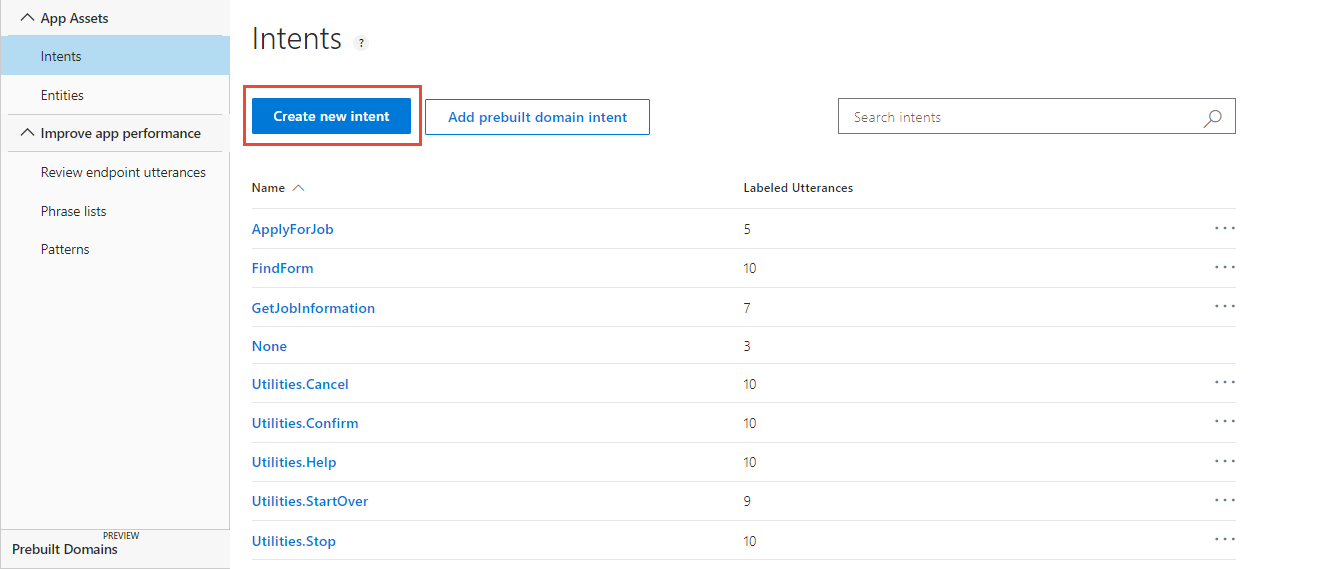 App Assets
Intents
Entities
Improve app performance
Review endpoint utterances
Phrase lists
Patterns
PREVIEW
Prebuilt Domains
Intents ?
Create new intent Add prebuilt domain intent Search intents
Name Labeled Utterances
ApplyForJob 5 ...
FindForm 10 ...
GetJobInformation 7 ...
None 3
Utilities.Cancel 10 ...
Utilities.Confirm 10 ...
Utilities.Help 10 ...
Utilities.StartOver 9 ...
Utilities.Stop 10 ...